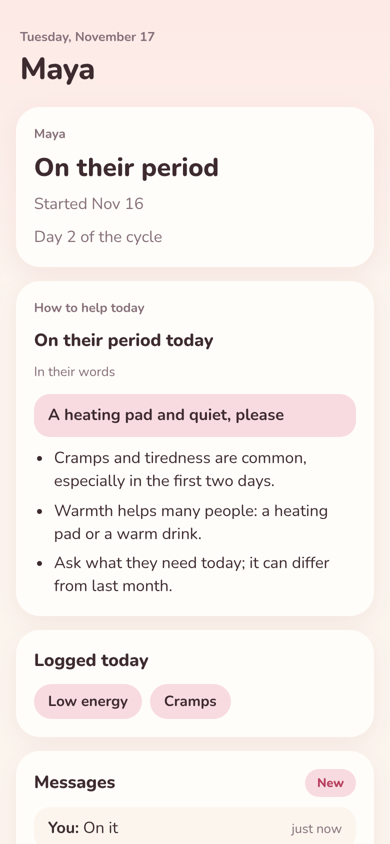 Tuesday, November 17
Maya
Maya
On their period
Started Nov 16
Day 2 of the cycle
How to help today
On their period today
In their words
A heating pad and quiet, please
• Cramps and tiredness are common,
especially in the first two days.
• Warmth helps many people: a heating
pad or a warm drink.
• Ask what they need today; it can differ
from last month.
Logged today
Low energy Cramps
Messages New
You: On it just now